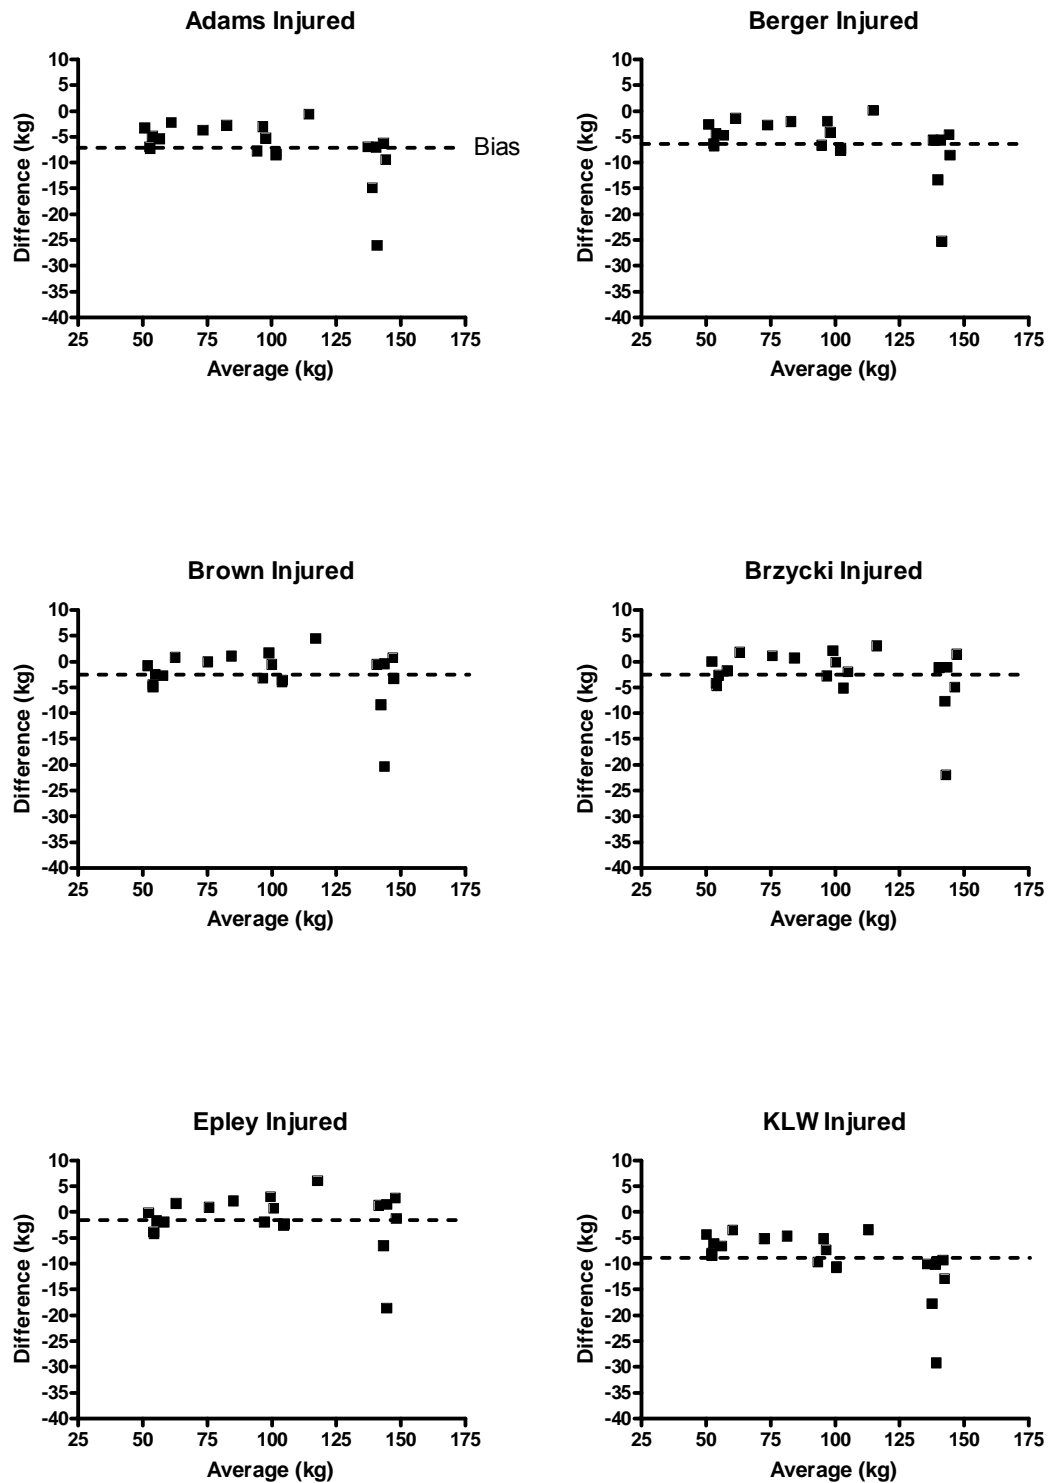 Adams Injured
10
5
0
-5
-10
-15
-20
-25
-30
-35
-40
Difference (kg)
Bias
25 50 75 100 125 150 175
Average (kg)
Berger Injured
10
5
0
-5
-10
-15
-20
-25
-30
-35
-40
Difference (kg)
25 50 75 100 125 150 175
Average (kg)
Brown Injured
10
5
0
-5
-10
-15
-20
-25
-30
-35
-40
Difference (kg)
25 50 75 100 125 150 175
Average (kg)
Brzycki Injured
10
5
0
-5
-10
-15
-20
-25
-30
-35
-40
Difference (kg)
25 50 75 100 125 150 175
Average (kg)
Epley Injured
10
5
0
-5
-10
-15
-20
-25
-30
-35
-40
Difference (kg)
25 50 75 100 125 150 175
Average (kg)
KLW Injured
10
5
0
-5
-10
-15
-20
-25
-30
-35
-40
Difference (kg)
25 50 75 100 125 150 175
Average (kg)